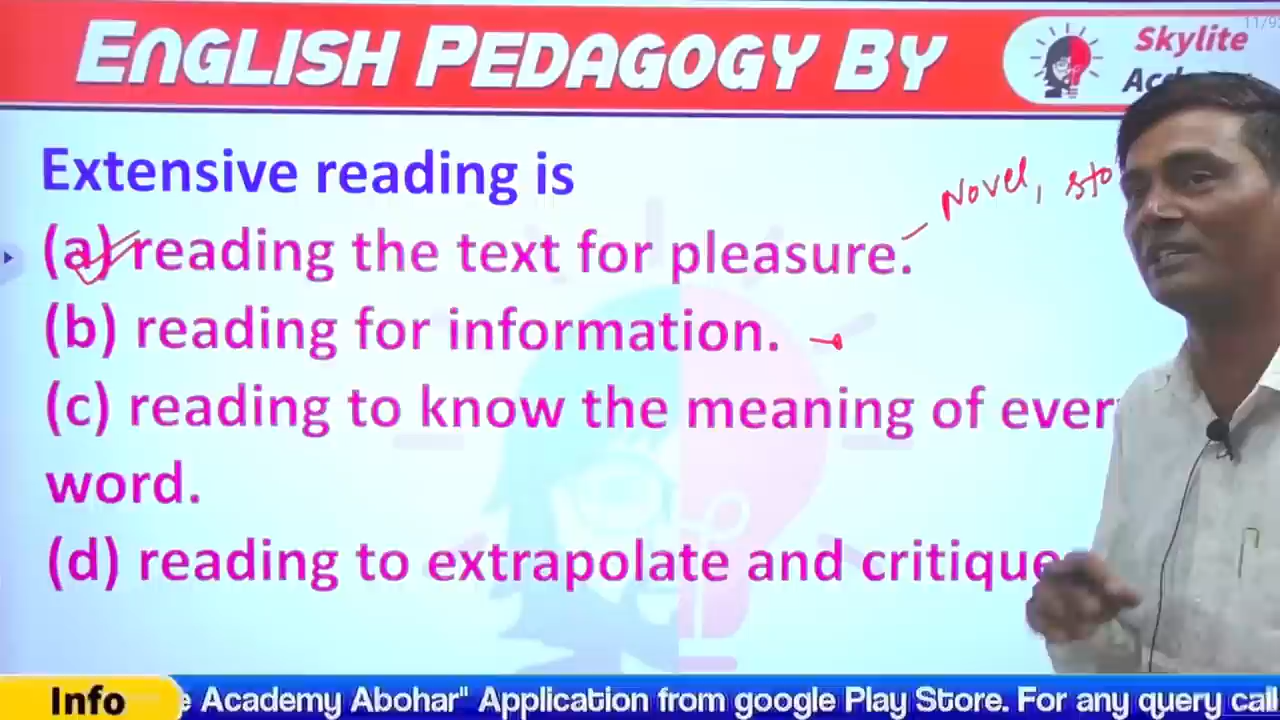 11/9
ENGLISH PEDAGOGY BY
Skylite
Extensive reading is
Novel,
(a) reading the text for pleasure.
(b) reading for information.
(c) reading to know the meaning of
word.
(d) reading to extrapolate and critique
Info
Academy Abohar" Application from google Play Store. For any query call